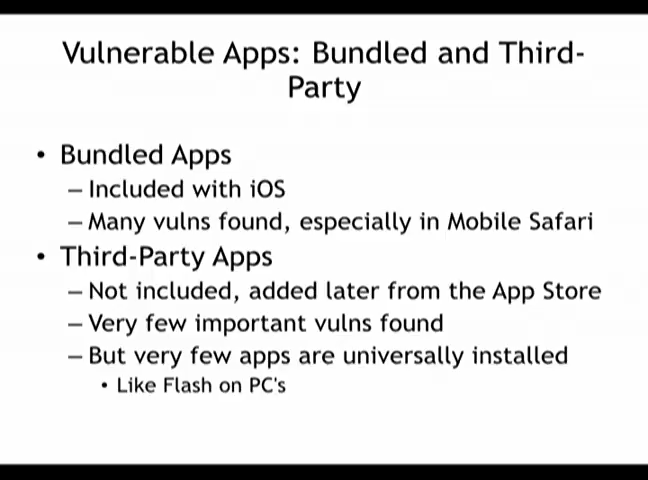 Vulnerable Apps: Bundled and Third-
Party
• Bundled Apps
– Included with iOS
– Many vulns found, especially in Mobile Safari
• Third-Party Apps
– Not included, added later from the App Store
– Very few important vulns found
– But very few apps are universally installed
• Like Flash on PC's